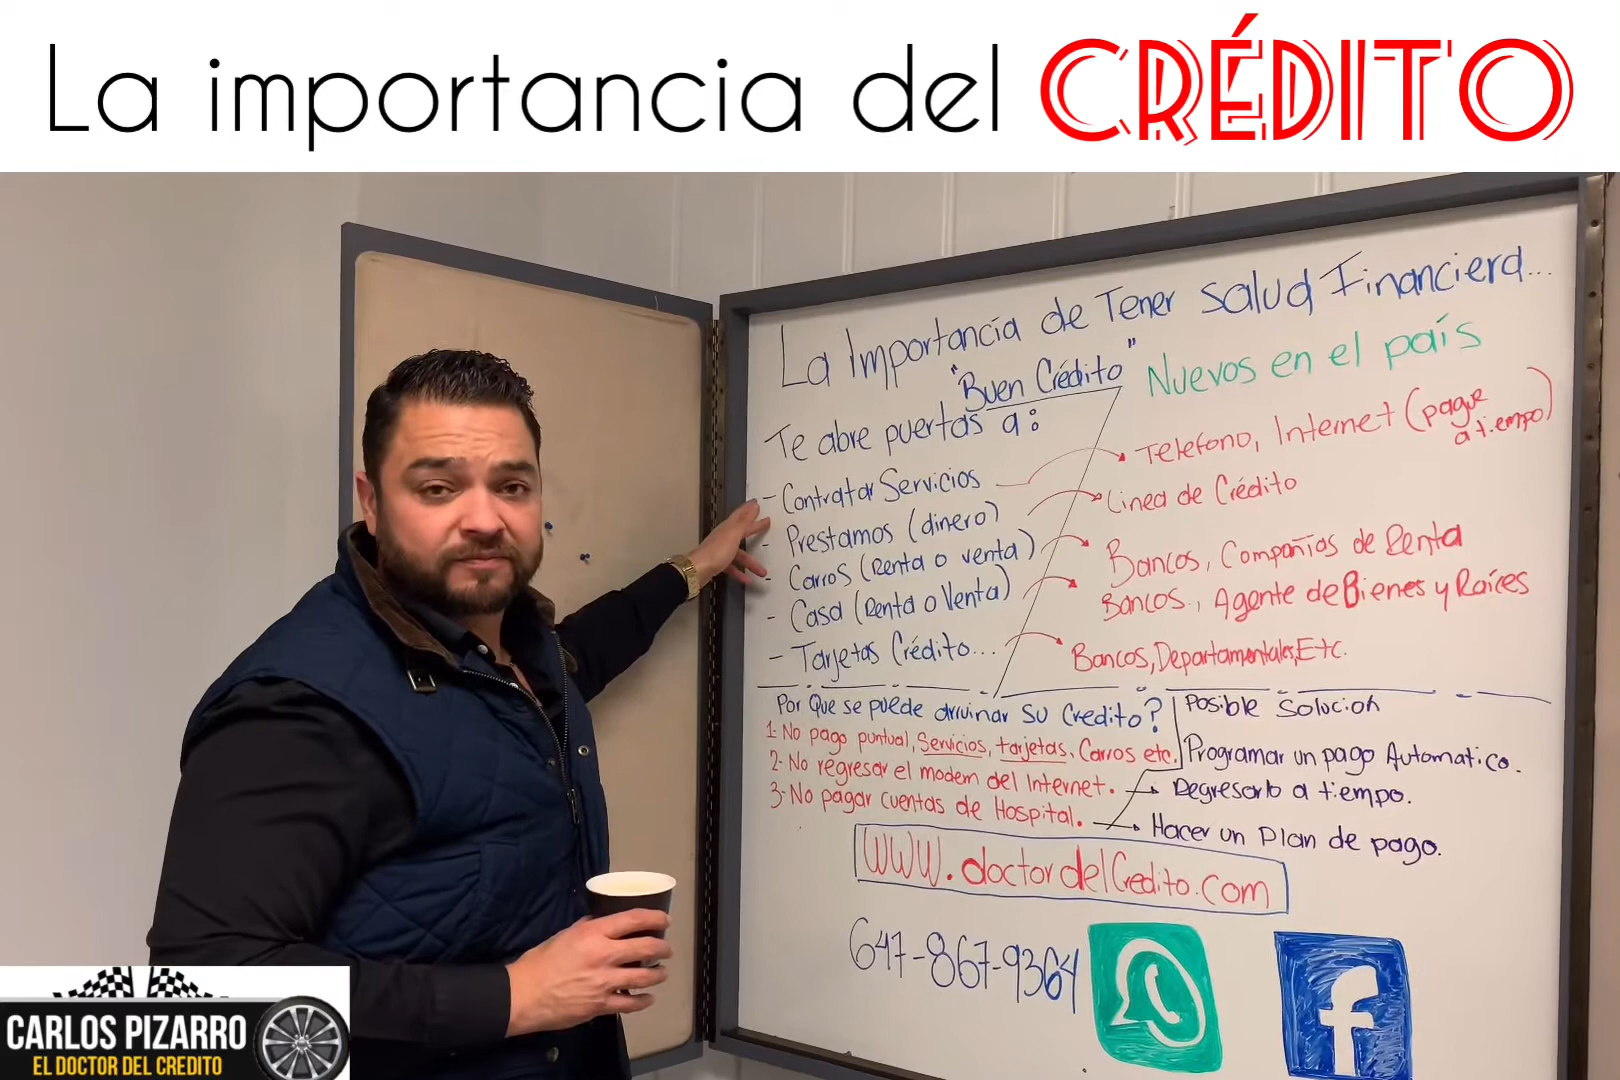 La importancia del CRÉDITO
La Importancia de Tener Salud Financiera...
"Buen Crédito"
Nuevos en el país
Te abre puertas a:
- Contratar Servicios
Telefono, Internet (pague a tiempo)
- Prestamos (dinero)
Linea de Crédito
- Carros (Renta o venta)
Bancos, Compañias de Renta
- Casa (Renta o Venta)
Bancos., Agente de Bienes y Raíces
- Tarjetas Crédito...
Bancos, Departamentales, Etc.
Por Que se puede arruinar su Credito?
1- No pago puntual, Servicios, tarjetas, Carros etc.
2- No regresar el modem del Internet.
3- No pagar cuentas de Hospital.
Posible Solucion
Programar un pago Automatico.
Regresarlo a tiempo.
Hacer un Plan de pago.
WWW.doctordelCredito.com
647-867-9364
f
CARLOS PIZARRO
EL DOCTOR DEL CREDITO